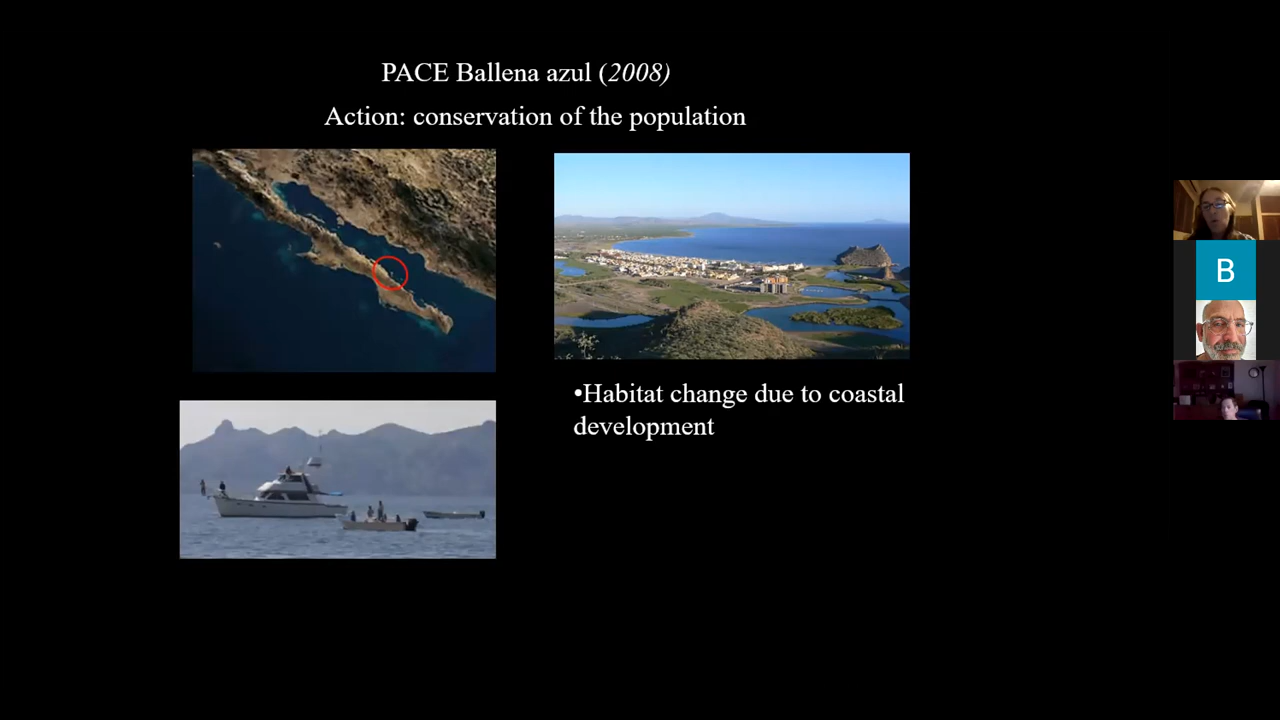 PACE Ballena azul (2008)
Action: conservation of the population
•Habitat change due to coastal
development
B